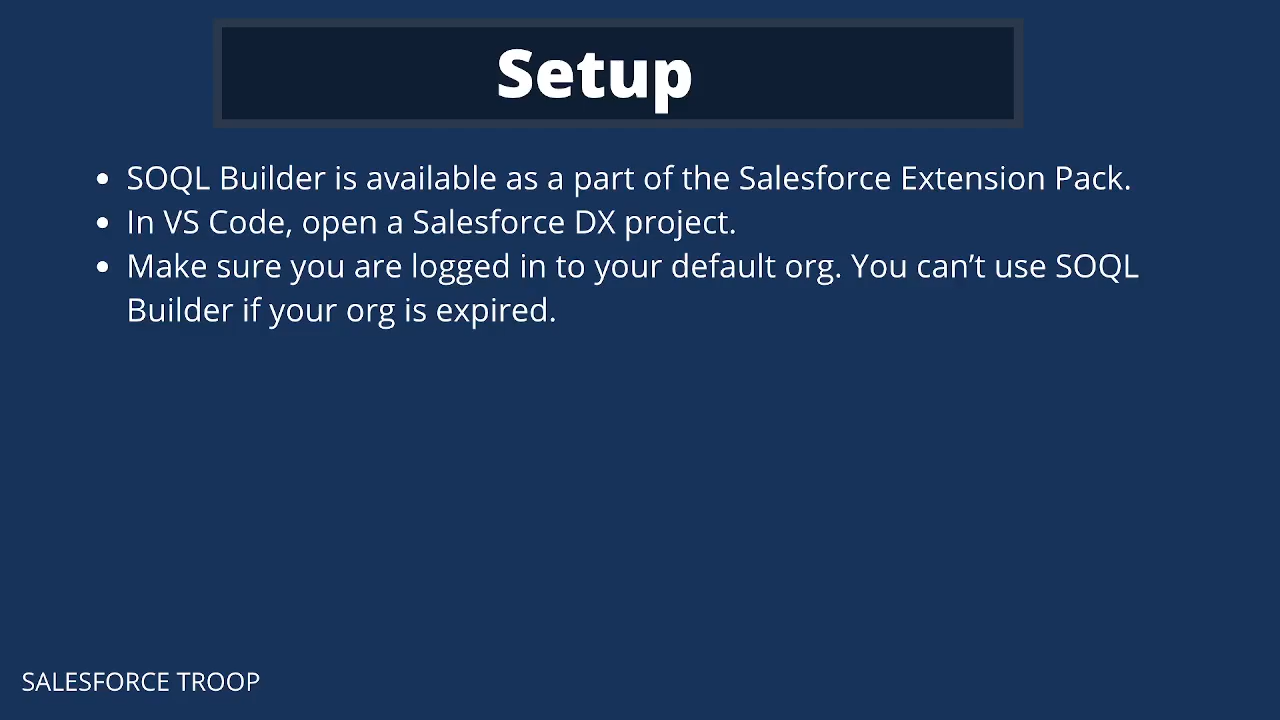 Setup
• SOQL Builder is available as a part of the Salesforce Extension Pack.
• In VS Code, open a Salesforce DX project.
• Make sure you are logged in to your default org. You can’t use SOQL
Builder if your org is expired.
SALESFORCE TROOP